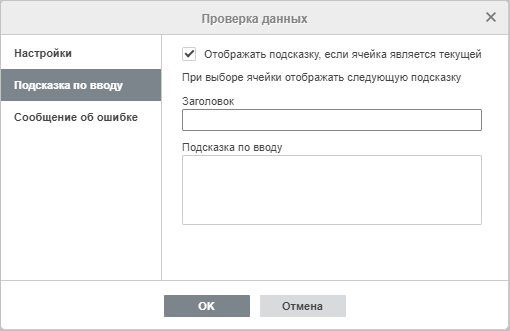 Проверка данных
Настройки
Подсказка по вводу
Сообщение об ошибке
Отображать подсказку, если ячейка является текущей
При выборе ячейки отображать следующую подсказку
Заголовок
Подсказка по вводу
OK
Отмена